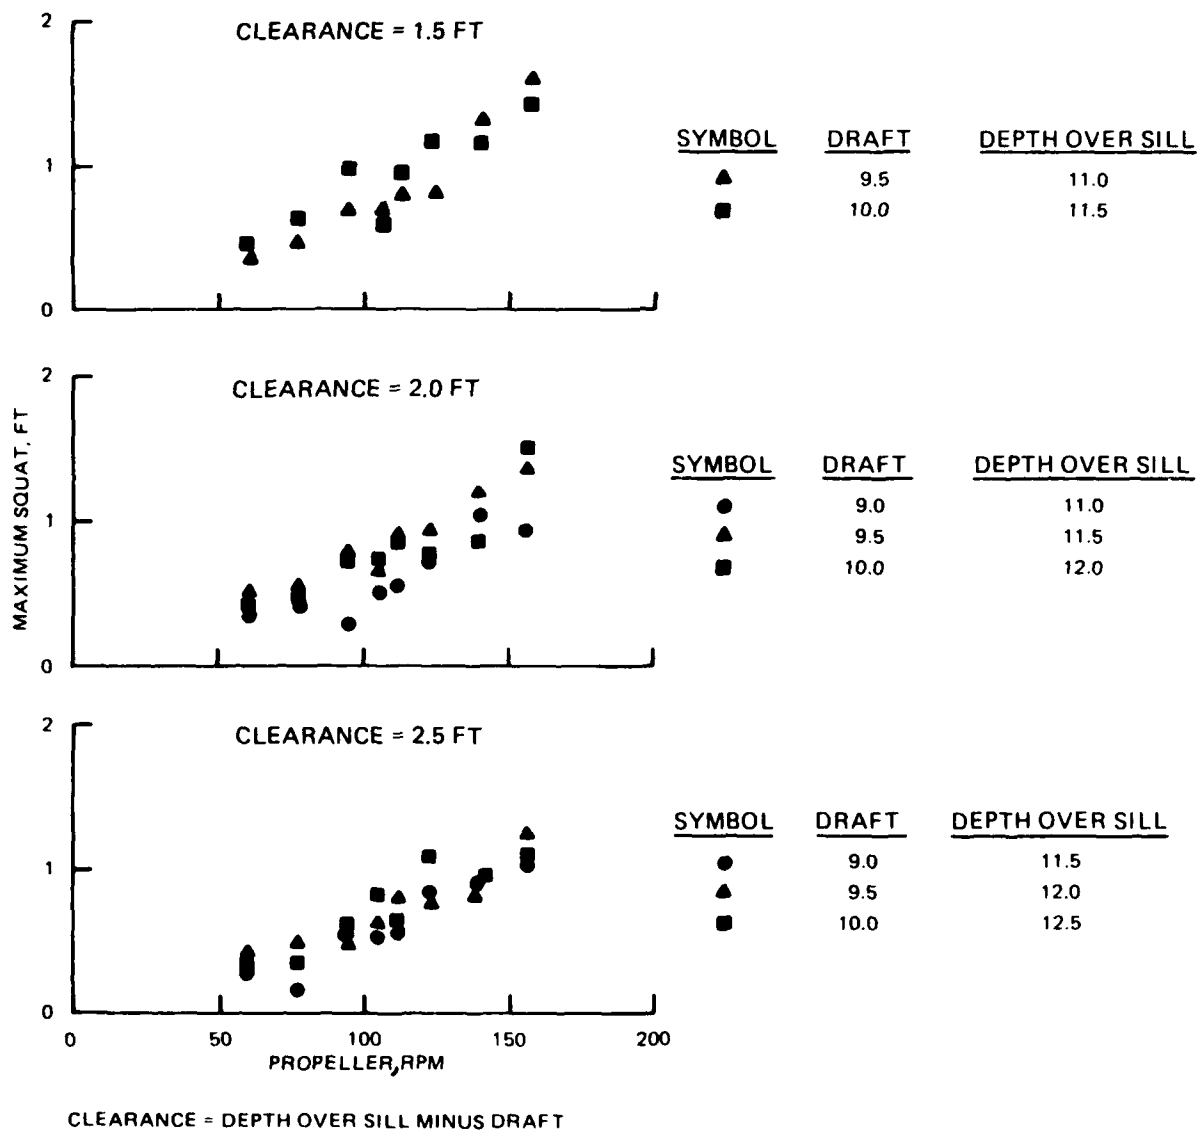 2
CLEARANCE = 1.5 FT
1
0
SYMBOL DRAFT DEPTH OVER SILL
▲ 9.5 11.0
■ 10.0 11.5
MAXIMUM SQUAT, FT
2
CLEARANCE = 2.0 FT
1
0
SYMBOL DRAFT DEPTH OVER SILL
● 9.0 11.0
▲ 9.5 11.5
■ 10.0 12.0
2
CLEARANCE = 2.5 FT
1
0
SYMBOL DRAFT DEPTH OVER SILL
● 9.0 11.5
▲ 9.5 12.0
■ 10.0 12.5
0 50 100 150 200
PROPELLER, RPM
CLEARANCE = DEPTH OVER SILL MINUS DRAFT